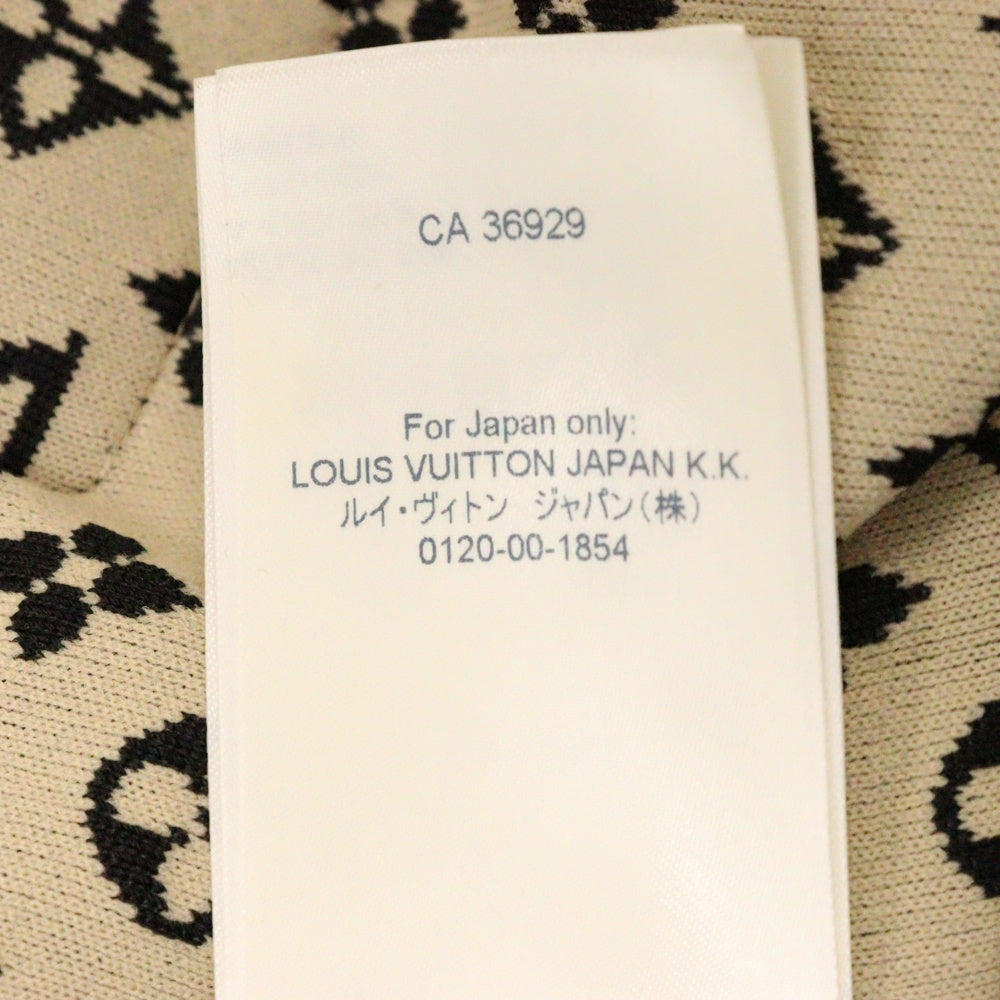 CA 36929
For Japan only:
LOUIS VUITTON JAPAN K.K.
ルイ・ヴィトン ジャパン(株)
0120-00-1854